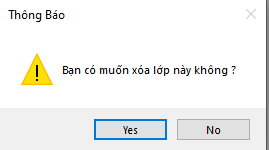 Thông Báo
Bạn có muốn xóa lớp này không ?
Yes
No